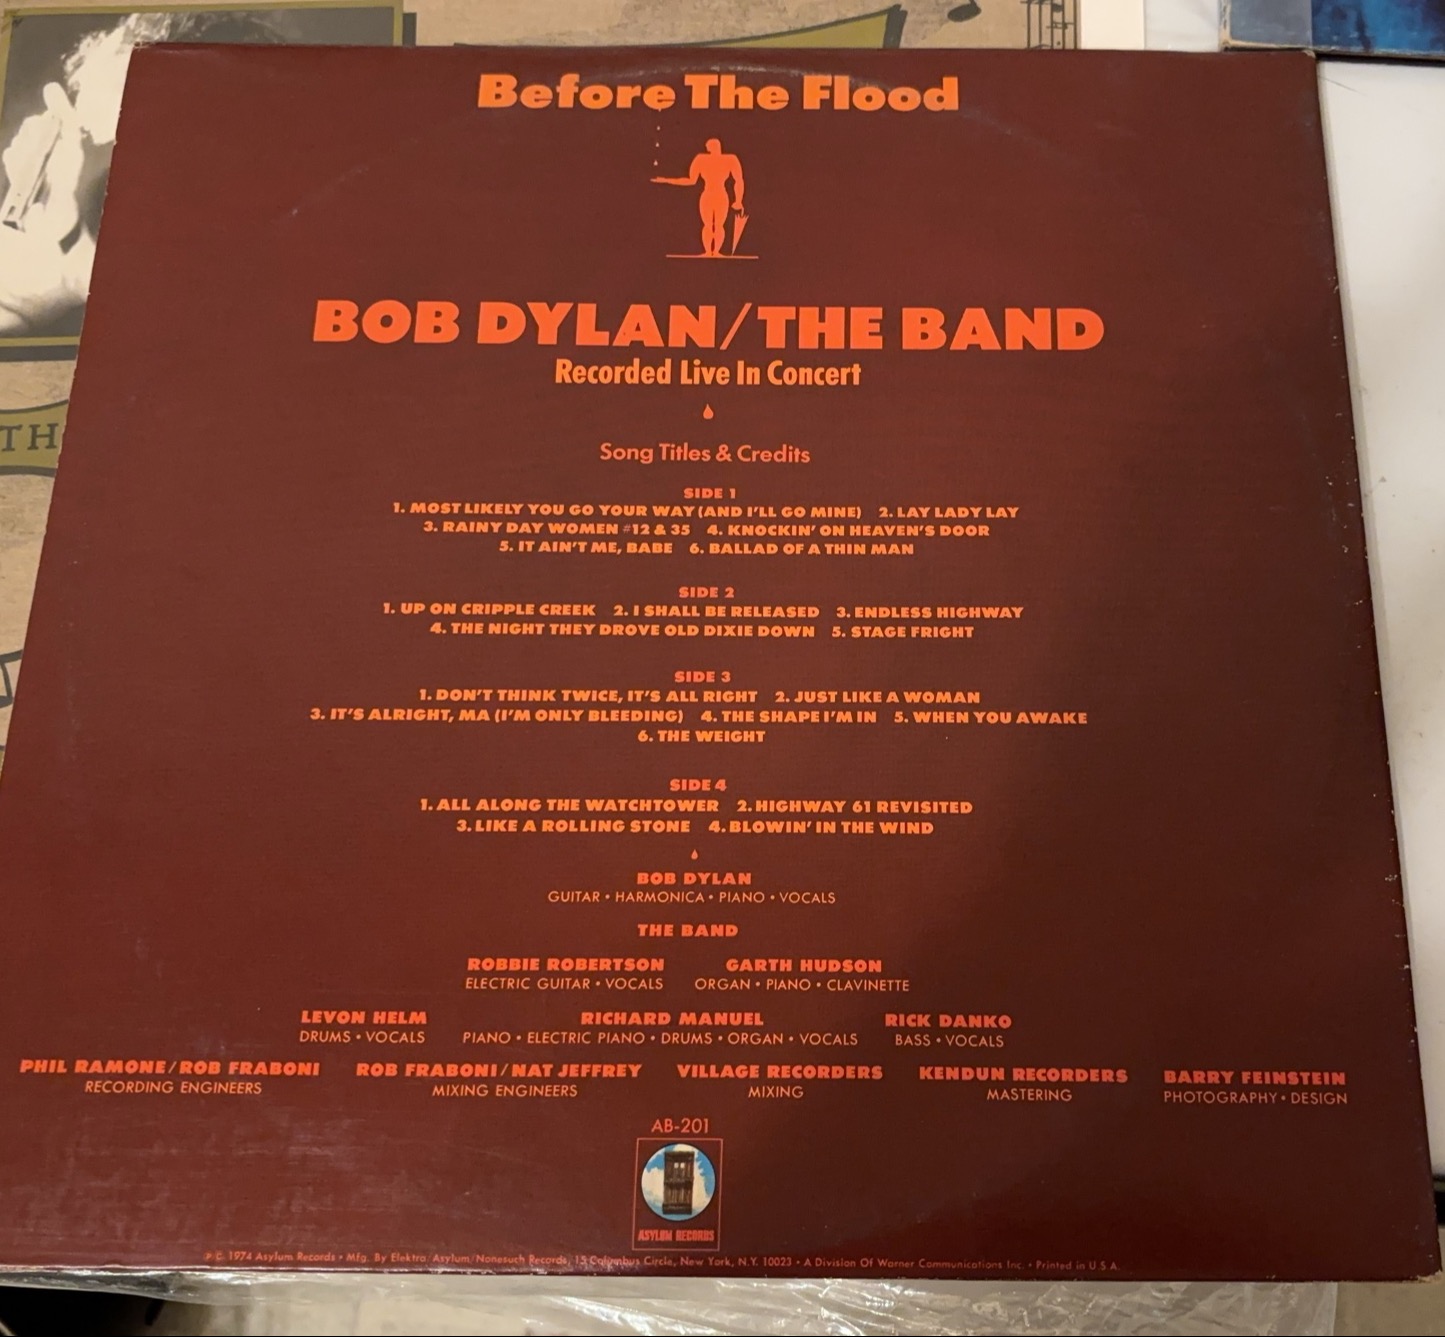 Before The Flood
BOB DYLAN/THE BAND
Recorded Live In Concert
Song Titles & Credits
SIDE 1
1. MOST LIKELY YOU GO YOUR WAY (AND I'LL GO MINE) 2. LAY LADY LAY
3. RAINY DAY WOMEN #12 & 35 4. KNOCKIN' ON HEAVEN'S DOOR
5. IT AIN'T ME, BABE 6. BALLAD OF A THIN MAN
SIDE 2
1. UP ON CRIPPLE CREEK 2. I SHALL BE RELEASED 3. ENDLESS HIGHWAY
4. THE NIGHT THEY DROVE OLD DIXIE DOWN 5. STAGE FRIGHT
SIDE 3
1. DON'T THINK TWICE, IT'S ALL RIGHT 2. JUST LIKE A WOMAN
3. IT'S ALRIGHT, MA (I'M ONLY BLEEDING) 4. THE SHAPE I'M IN 5. WHEN YOU AWAKE
6. THE WEIGHT
SIDE 4
1. ALL ALONG THE WATCHTOWER 2. HIGHWAY 61 REVISITED
3. LIKE A ROLLING STONE 4. BLOWIN' IN THE WIND
BOB DYLAN
GUITAR • HARMONICA • PIANO • VOCALS
THE BAND
ROBBIE ROBERTSON GARTH HUDSON
ELECTRIC GUITAR • VOCALS ORGAN • PIANO • CLAVINETTE
LEVON HELM RICHARD MANUEL RICK DANKO
DRUMS • VOCALS PIANO • ELECTRIC PIANO • DRUMS • ORGAN • VOCALS BASS • VOCALS
PHIL RAMONE/ROB FRABONI ROB FRABONI/NAT JEFFREY VILLAGE RECORDERS KENDUN RECORDERS BARRY FEINSTEIN
RECORDING ENGINEERS MIXING ENGINEERS MIXING MASTERING PHOTOGRAPHY • DESIGN
AB-201
ASYLUM RECORDS
℗ © 1974 Asylum Records • Mfg. By Elektra/Asylum/Nonesuch Records, 15 Columbus Circle, New York, N.Y. 10023 • A Division Of Warner Communications Inc. • Printed in U.S.A.
TH